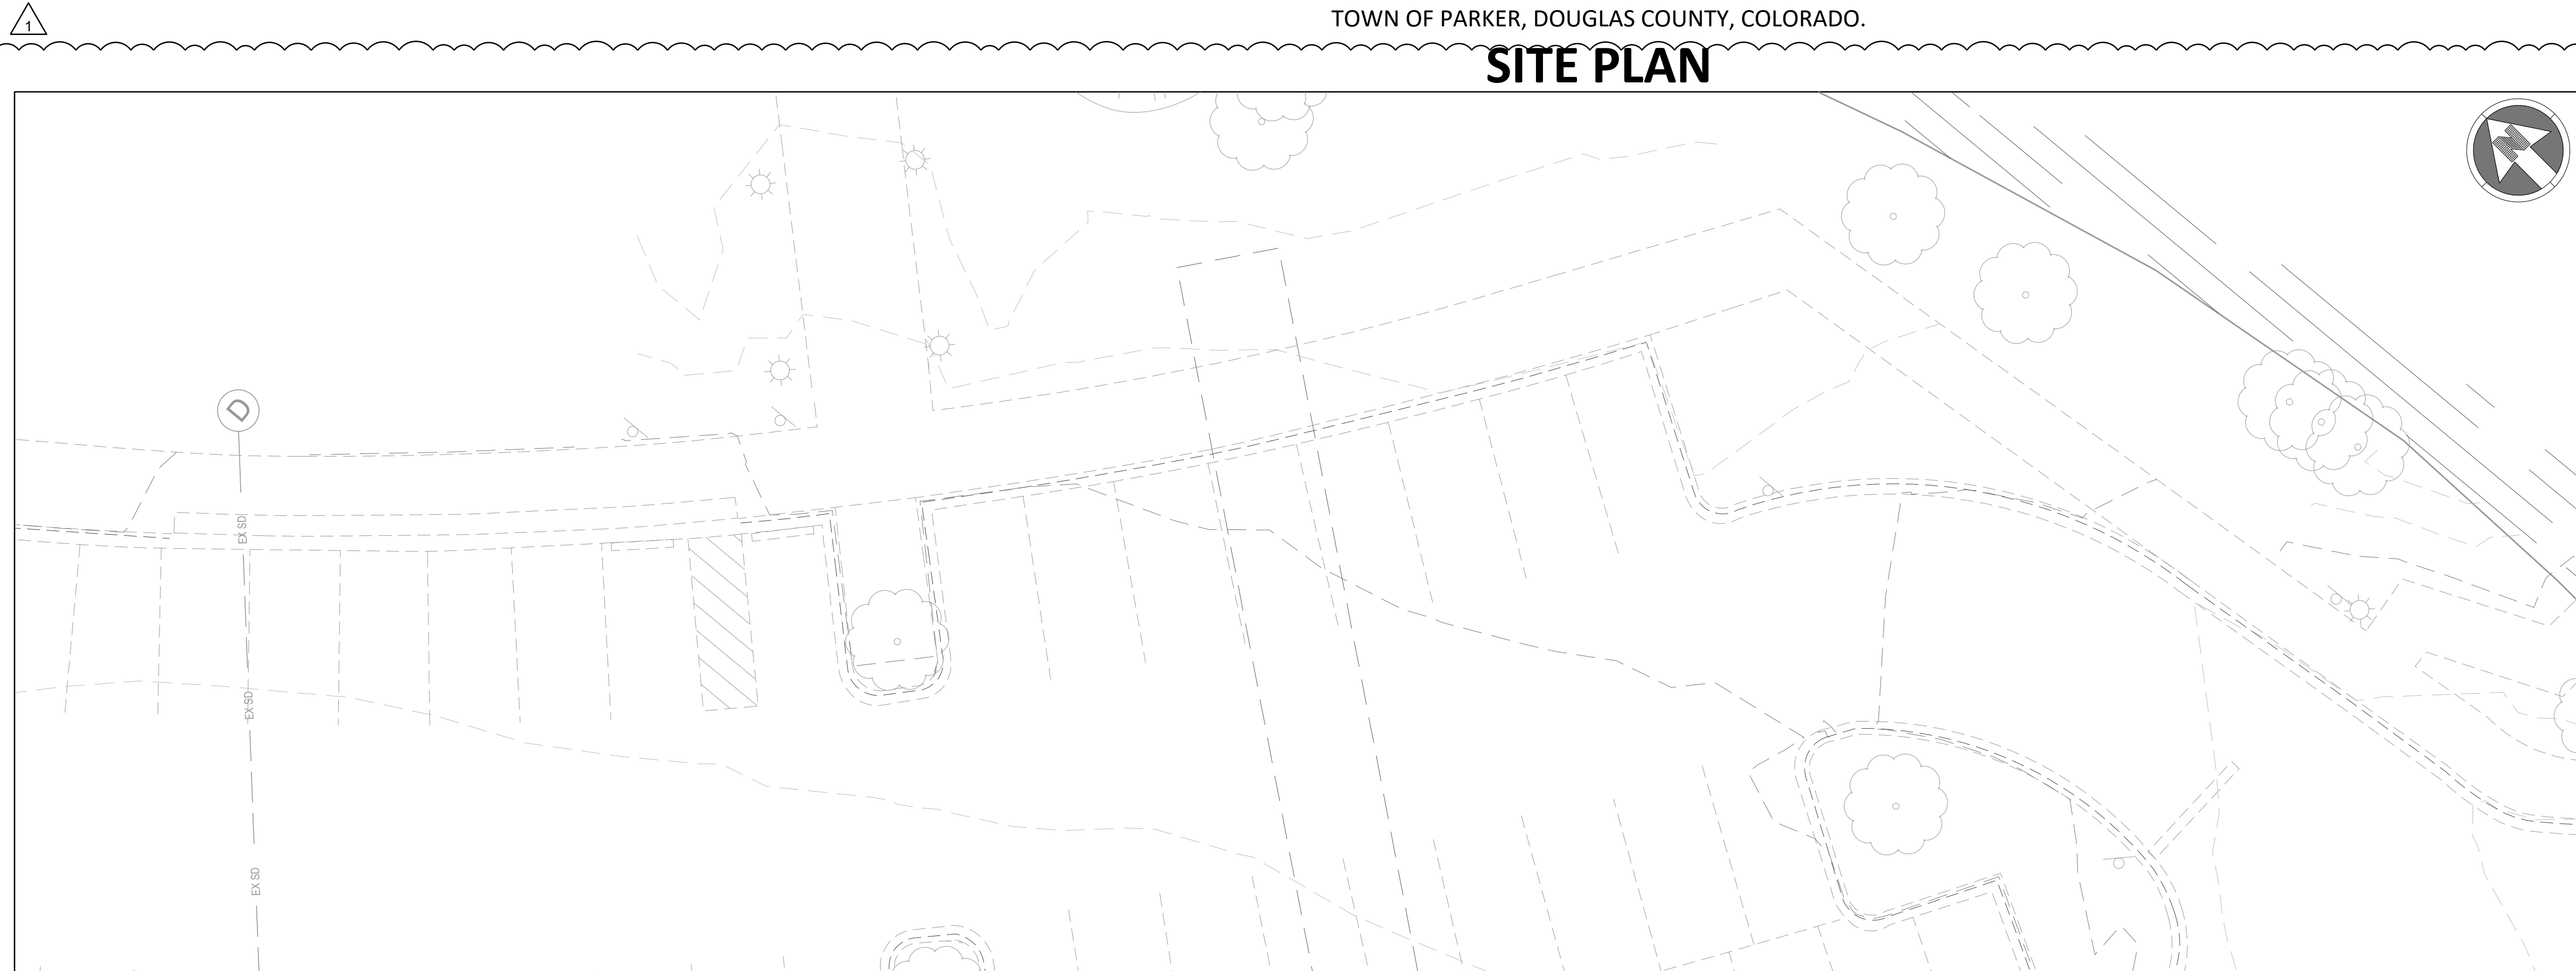 1
TOWN OF PARKER, DOUGLAS COUNTY, COLORADO.
SITE PLAN
N
D
EX SD
EX SD
EX SD